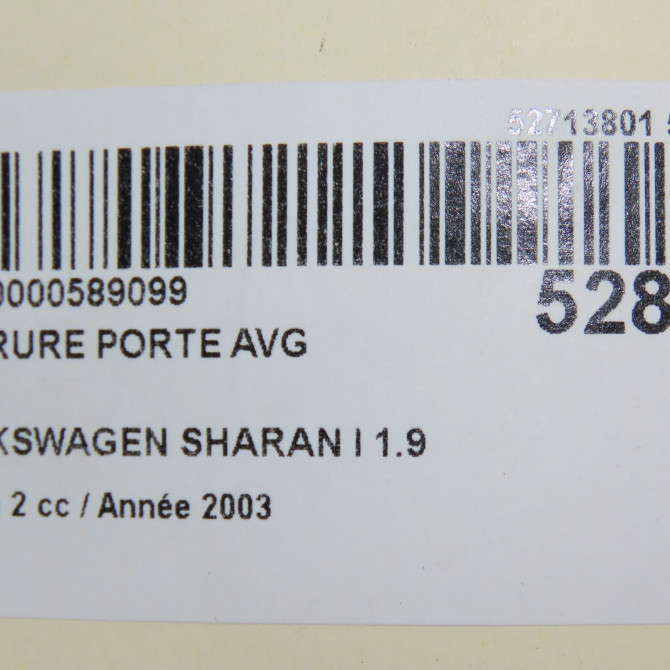 52713801
0000589099
528
RURE PORTE AVG
KSWAGEN SHARAN I 1.9
2 cc / Année 2003